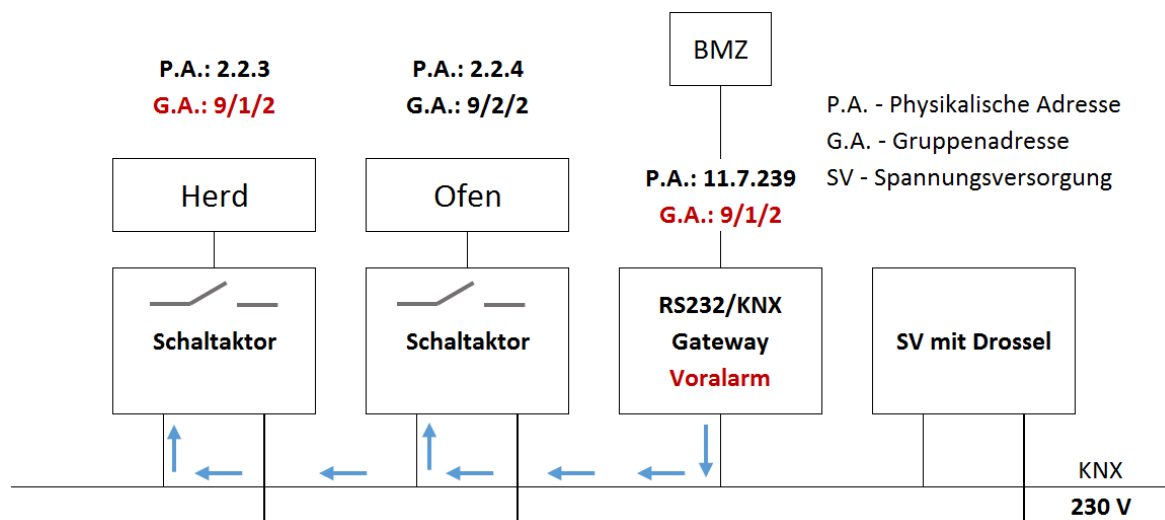 P.A.: 2.2.3
G.A.: 9/1/2
Herd
Schaltaktor
P.A.: 2.2.4
G.A.: 9/2/2
Ofen
Schaltaktor
BMZ
P.A.: 11.7.239
G.A.: 9/1/2
RS232/KNX
Gateway
Voralarm
P.A. - Physikalische Adresse
G.A. - Gruppenadresse
SV - Spannungsversorgung
SV mit Drossel
KNX
230 V